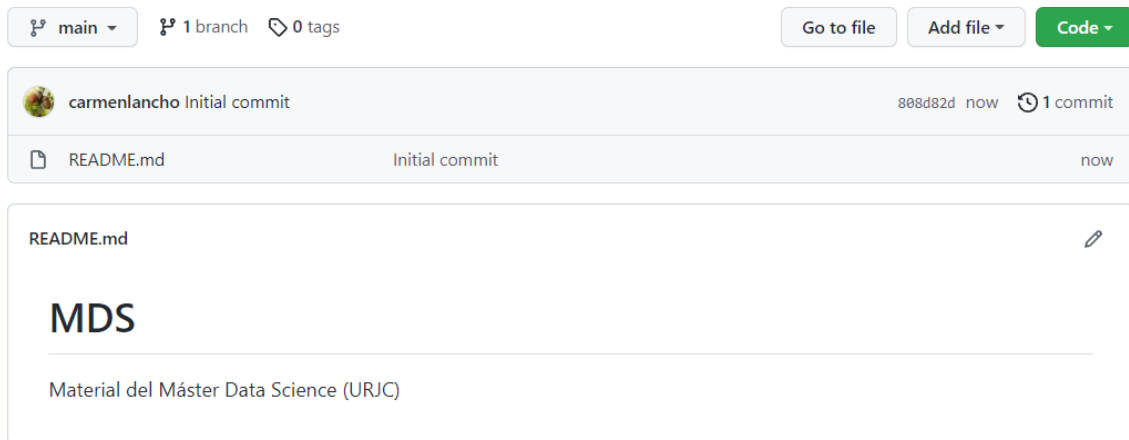 main 1 branch 0 tags Go to file Add file Code
carmenlancho Initial commit 808d82d now 1 commit
README.md Initial commit now
README.md
MDS
Material del Máster Data Science (URJC)